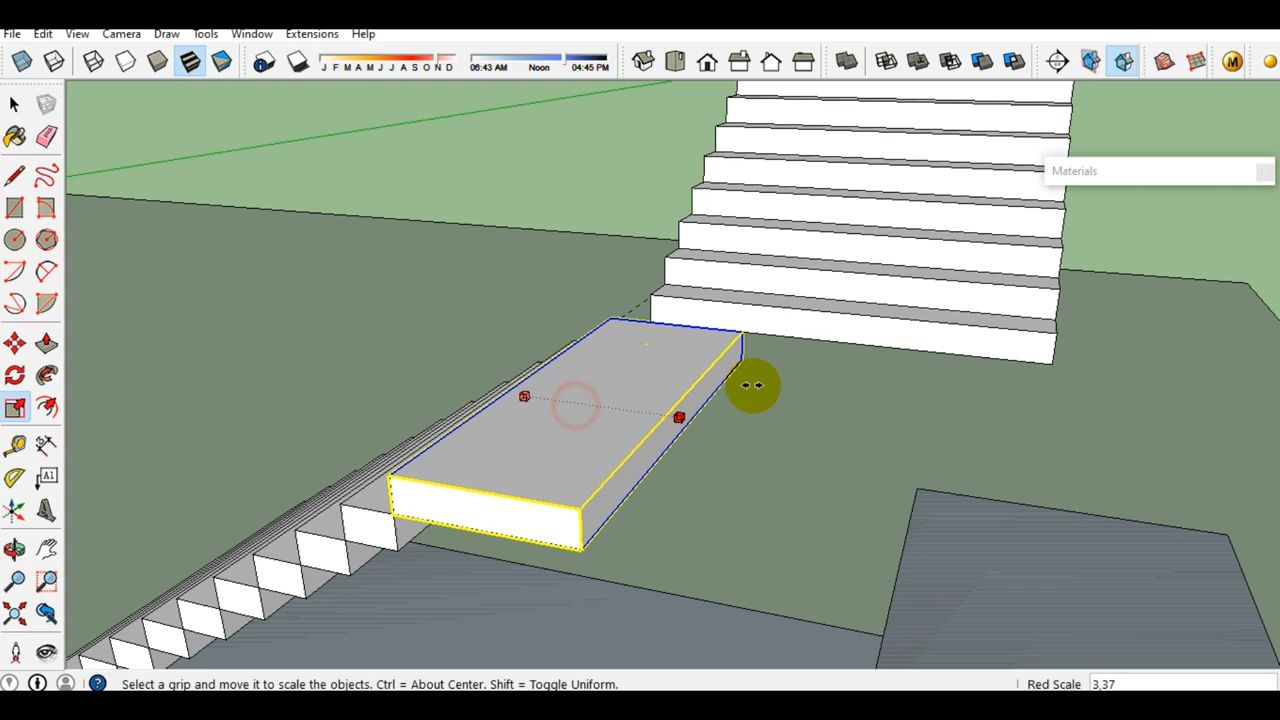 File Edit View Camera Draw Tools Window Extensions Help
J F M A M J J A S O N D 06:43 AM Noon 04:45 PM M
Materials
A1
Select a grip and move it to scale the objects. Ctrl = About Center. Shift = Toggle Uniform. Red Scale 3,37